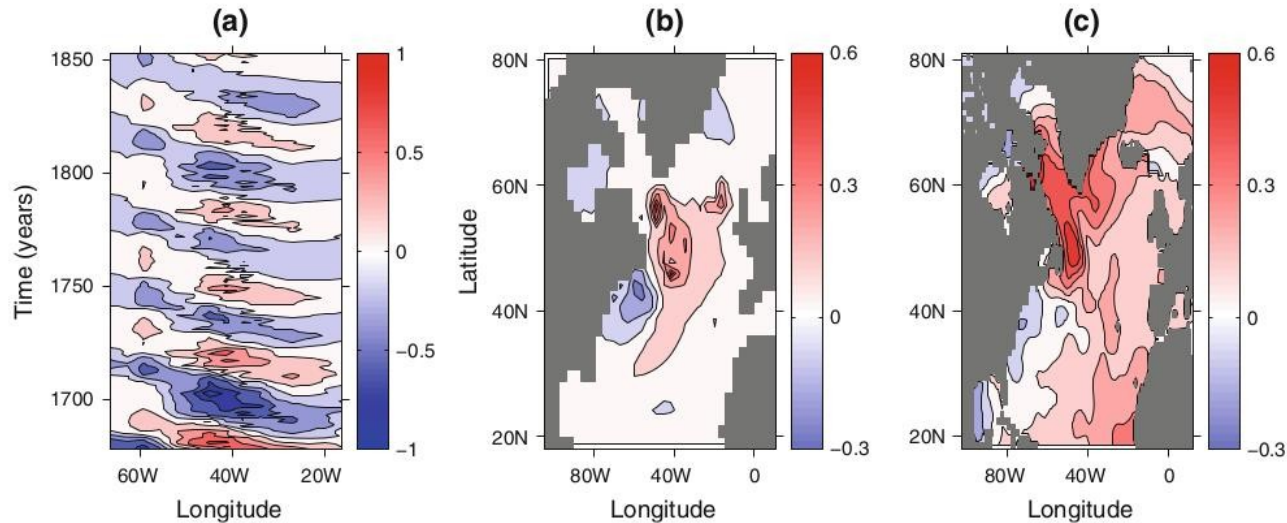 (a)
(b)
(c)
1850
1800
1750
1700
Time (years)
60W
40W
20W
Longitude
1
0.5
0
−0.5
−1
80N
60N
40N
20N
Latitude
80W
40W
0
Longitude
0.6
0.3
0
−0.3
80N
60N
40N
20N
80W
40W
0
Longitude
0.6
0.3
0
−0.3